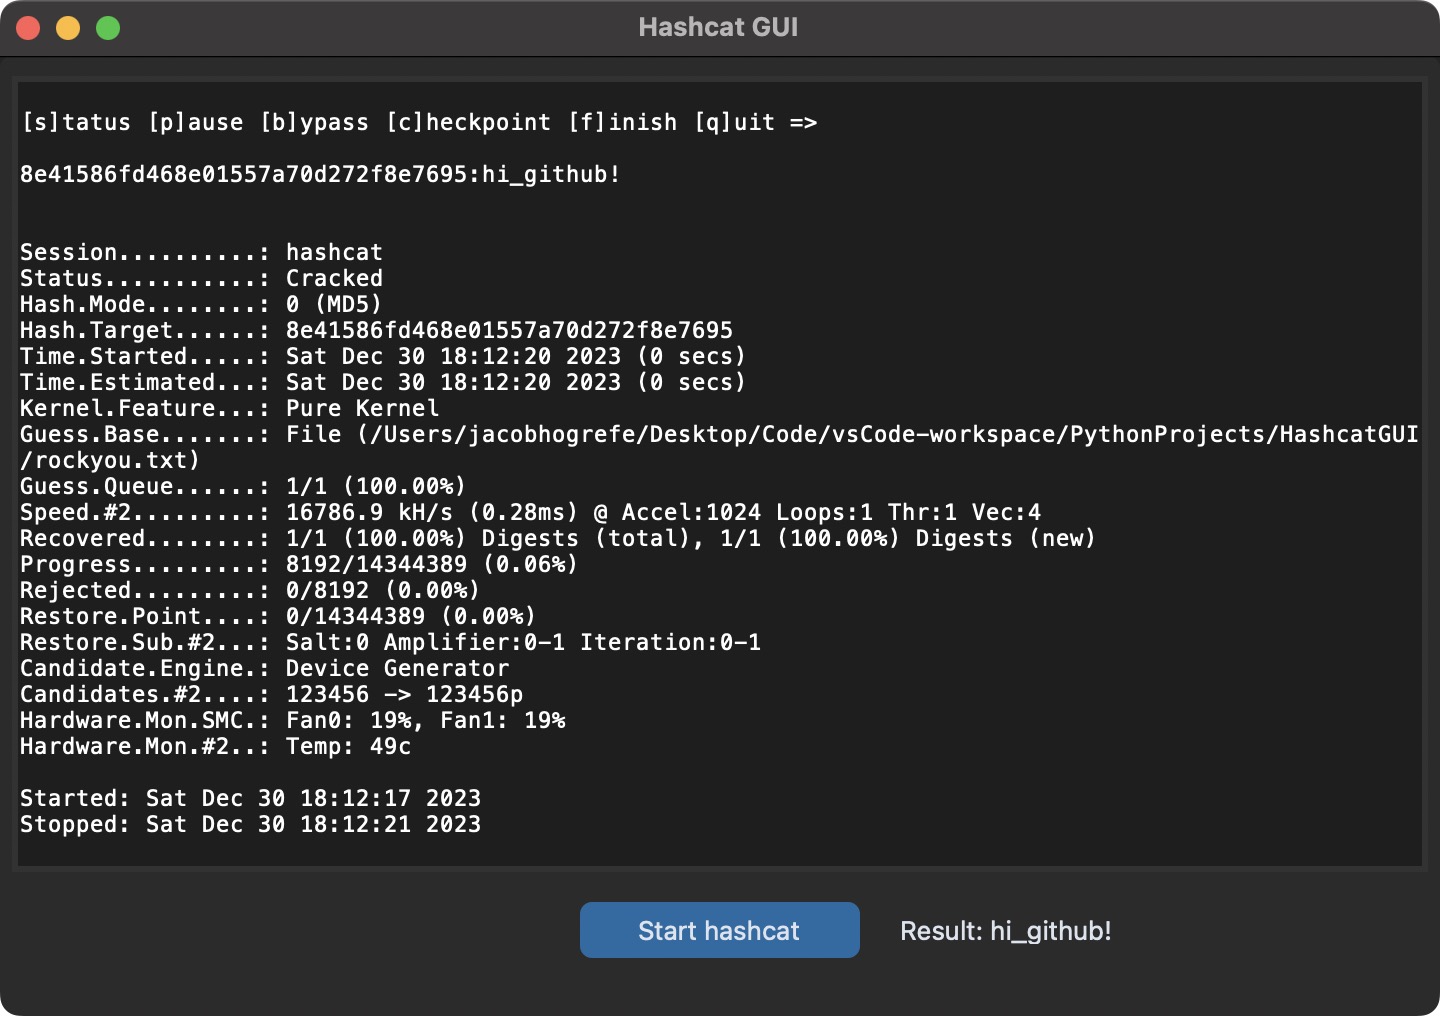 Hashcat GUI
[s]tatus [p]ause [b]ypass [c]heckpoint [f]inish [q]uit =>
8e41586fd468e01557a70d272f8e7695:hi_github!
Session..........: hashcat
Status...........: Cracked
Hash.Mode........: 0 (MD5)
Hash.Target......: 8e41586fd468e01557a70d272f8e7695
Time.Started.....: Sat Dec 30 18:12:20 2023 (0 secs)
Time.Estimated...: Sat Dec 30 18:12:20 2023 (0 secs)
Kernel.Feature...: Pure Kernel
Guess.Base.......: File (/Users/jacobhogrefe/Desktop/Code/vsCode-workspace/PythonProjects/HashcatGUI
/rockyou.txt)
Guess.Queue......: 1/1 (100.00%)
Speed.#2.........: 16786.9 kH/s (0.28ms) @ Accel:1024 Loops:1 Thr:1 Vec:4
Recovered........: 1/1 (100.00%) Digests (total), 1/1 (100.00%) Digests (new)
Progress.........: 8192/14344389 (0.06%)
Rejected.........: 0/8192 (0.00%)
Restore.Point....: 0/14344389 (0.00%)
Restore.Sub.#2...: Salt:0 Amplifier:0-1 Iteration:0-1
Candidate.Engine.: Device Generator
Candidates.#2....: 123456 -> 123456p
Hardware.Mon.SMC.: Fan0: 19%, Fan1: 19%
Hardware.Mon.#2..: Temp: 49c
Started: Sat Dec 30 18:12:17 2023
Stopped: Sat Dec 30 18:12:21 2023
Start hashcat
Result: hi_github!